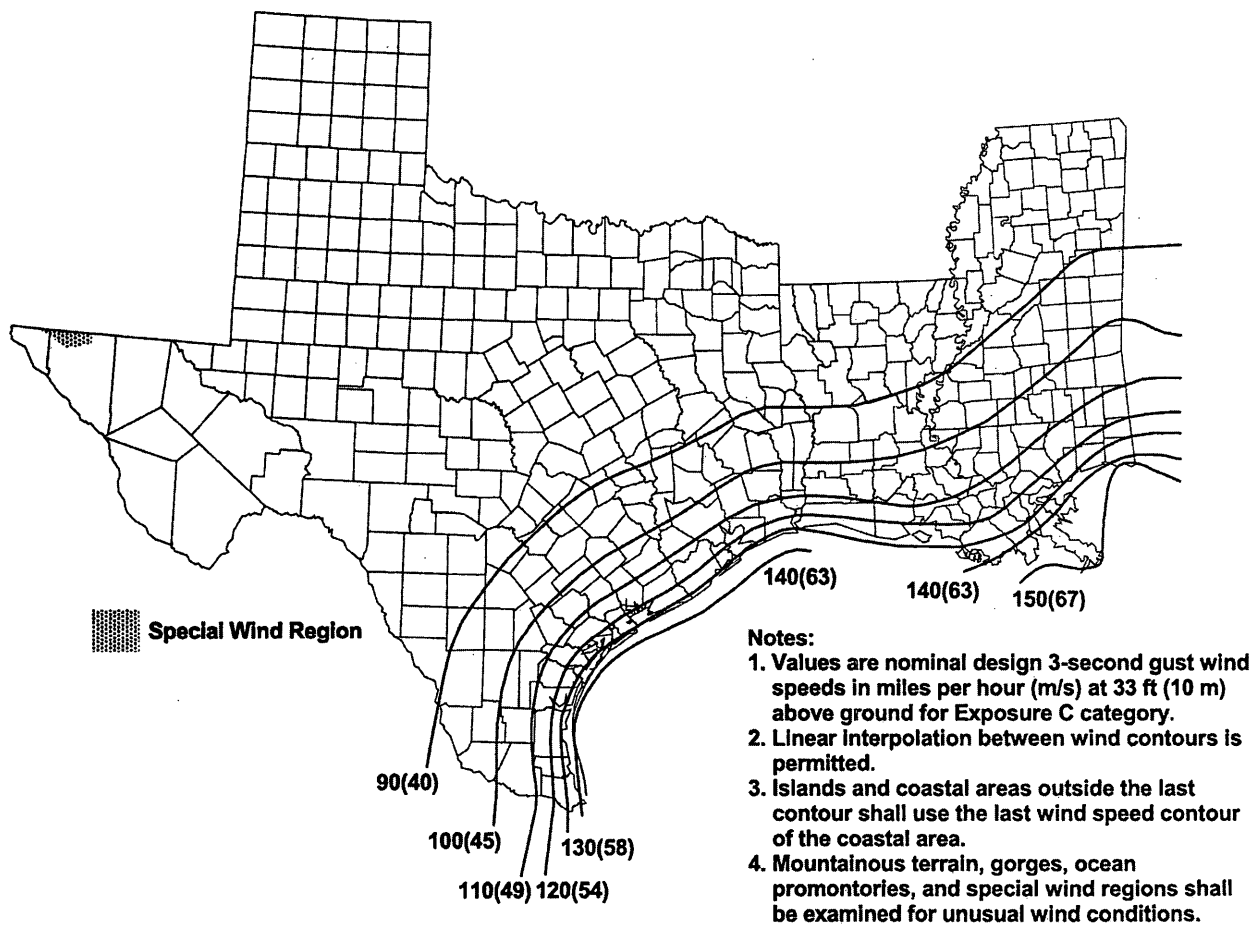 140(63)
140(63)
150(67)
Special Wind Region
90(40)
100(45)
130(58)
110(49)
120(54)
Notes:
1. Values are nominal design 3-second gust wind
speeds in miles per hour (m/s) at 33 ft (10 m)
above ground for Exposure C category.
2. Linear interpolation between wind contours is
permitted.
3. Islands and coastal areas outside the last
contour shall use the last wind speed contour
of the coastal area.
4. Mountainous terrain, gorges, ocean
promontories, and special wind regions shall
be examined for unusual wind conditions.